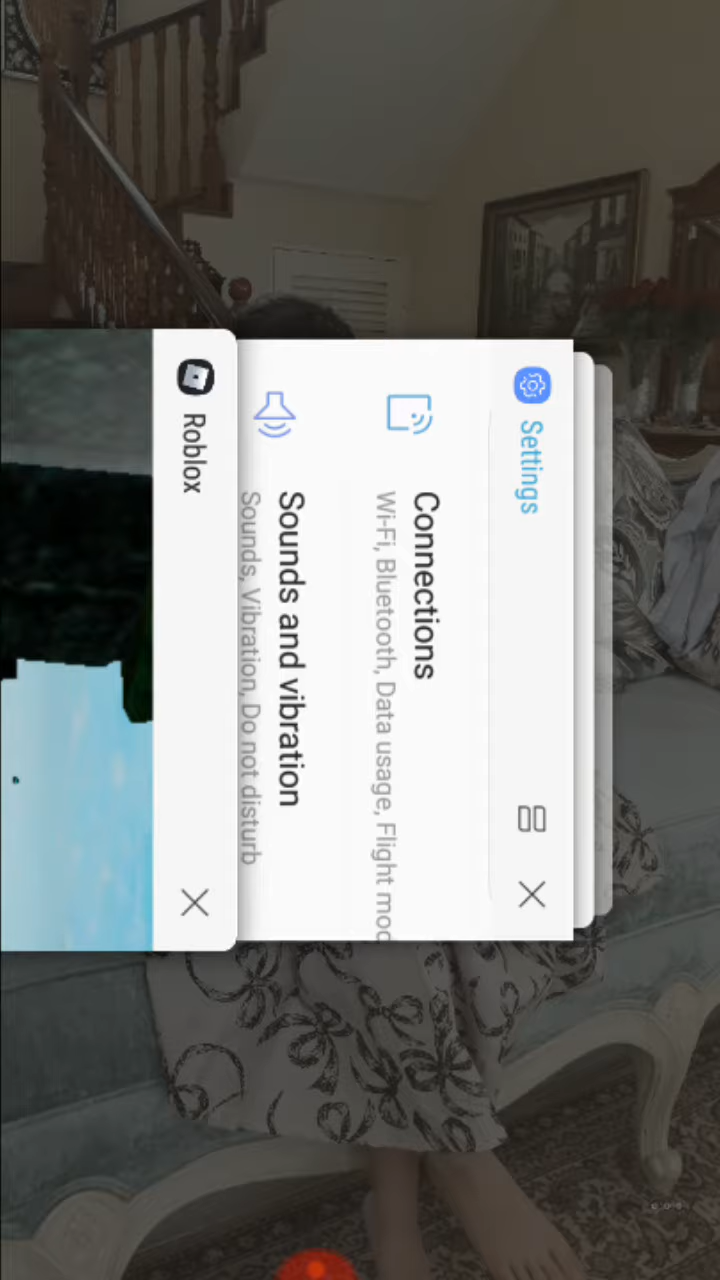 Settings
Connections
Wi-Fi, Bluetooth, Data usage, Flight mod
Sounds and vibration
Sounds, Vibration, Do not disturb
Roblox